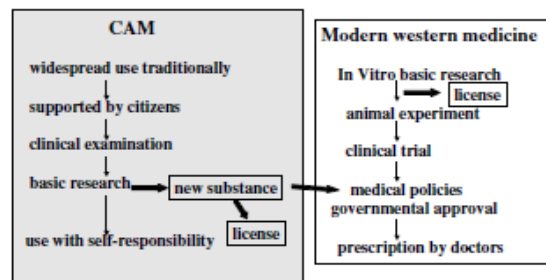 CAM
widespread use traditionally
supported by citizens
clinical examination
basic research
new substance
license
use with self-responsibility
Modern western medicine
In Vitro basic research
license
animal experiment
clinical trial
medical policies
governmental approval
prescription by doctors